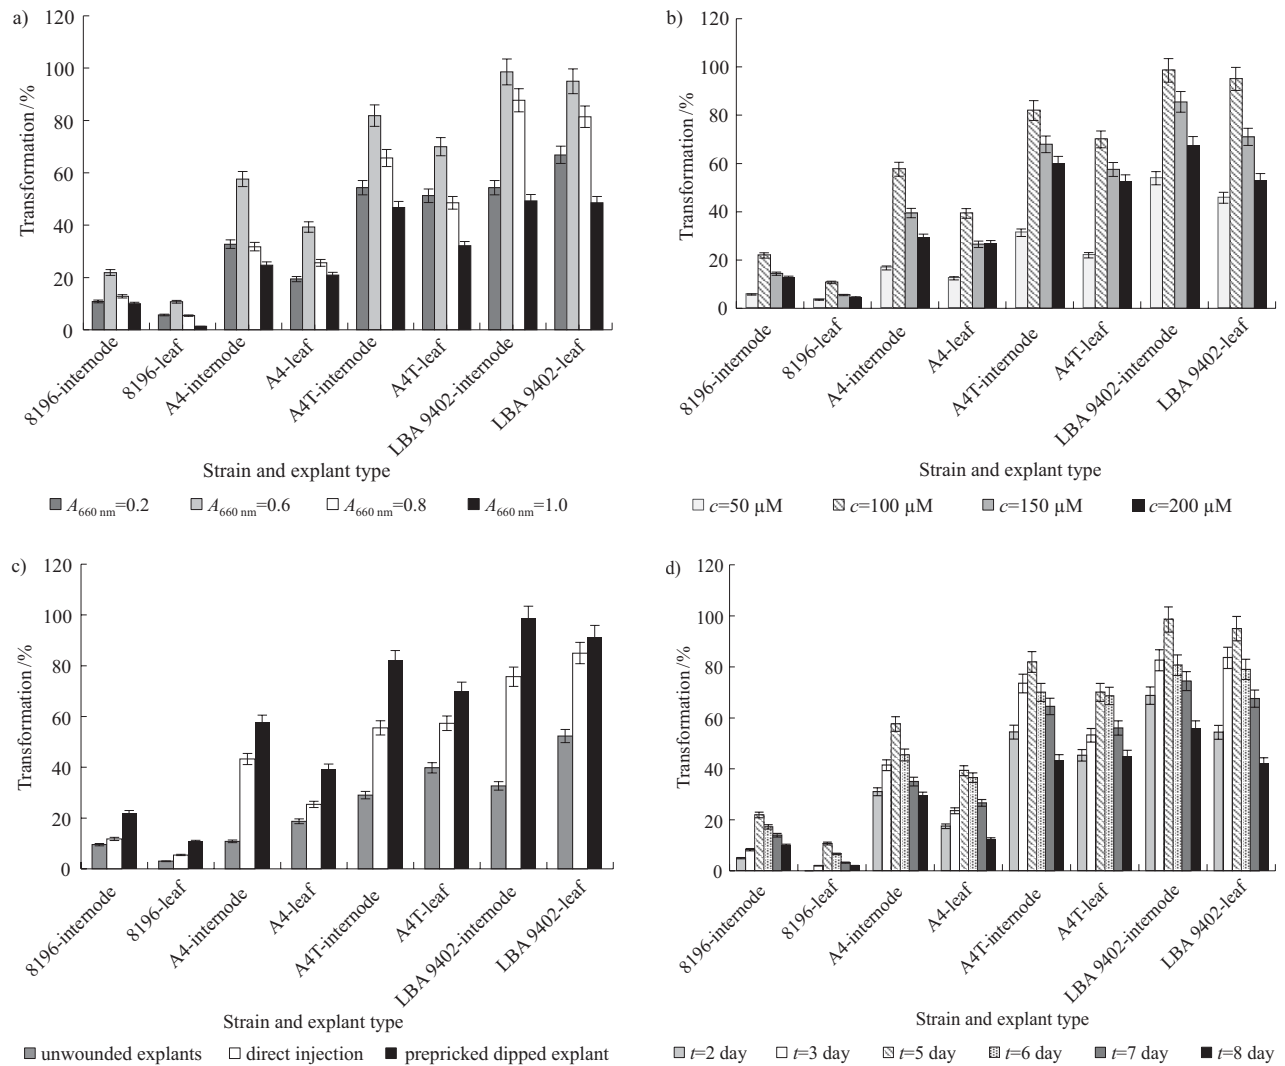 a)
Transformation/%
120
100
80
60
40
20
0
8196-internode
8196-leaf
A4-internode
A4-leaf
A4T-internode
A4T-leaf
LBA 9402-internode
LBA 9402-leaf
Strain and explant type
A660 nm=0.2 A660 nm=0.6 A660 nm=0.8 A660 nm=1.0
b)
Transformation/%
120
100
80
60
40
20
0
8196-internode
8196-leaf
A4-internode
A4-leaf
A4T-internode
A4T-leaf
LBA 9402-internode
LBA 9402-leaf
Strain and explant type
c=50 µM c=100 µM c=150 µM c=200 µM
c)
Transformation/%
120
100
80
60
40
20
0
8196-internode
8196-leaf
A4-internode
A4-leaf
A4T-internode
A4T-leaf
LBA 9402-internode
LBA 9402-leaf
Strain and explant type
unwounded explants direct injection prepricked dipped explant
d)
Transformation/%
120
100
80
60
40
20
0
8196-internode
8196-leaf
A4-internode
A4-leaf
A4T-internode
A4T-leaf
LBA 9402-internode
LBA 9402-leaf
Strain and explant type
t=2 day t=3 day t=5 day t=6 day t=7 day t=8 day